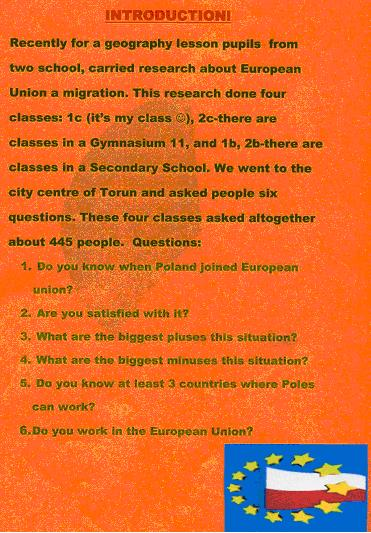 INTRODUCTION!
Recently for a geography lesson pupils from
two school, carried research about European
Union a migration. This research done four
classes: 1c (it's my class ☺), 2c-there are
classes in a Gymnasium 11, and 1b, 2b-there are
classes in a Secondary School. We went to the
city centre of Torun and asked people six
questions. These four classes asked altogether
about 445 people. Questions:
1. Do you know when Poland joined European
union?
2. Are you satisfied with it?
3. What are the biggest pluses this situation?
4. What are the biggest minuses this situation?
5. Do you know at least 3 countries where Poles
can work?
6.Do you work in the European Union?